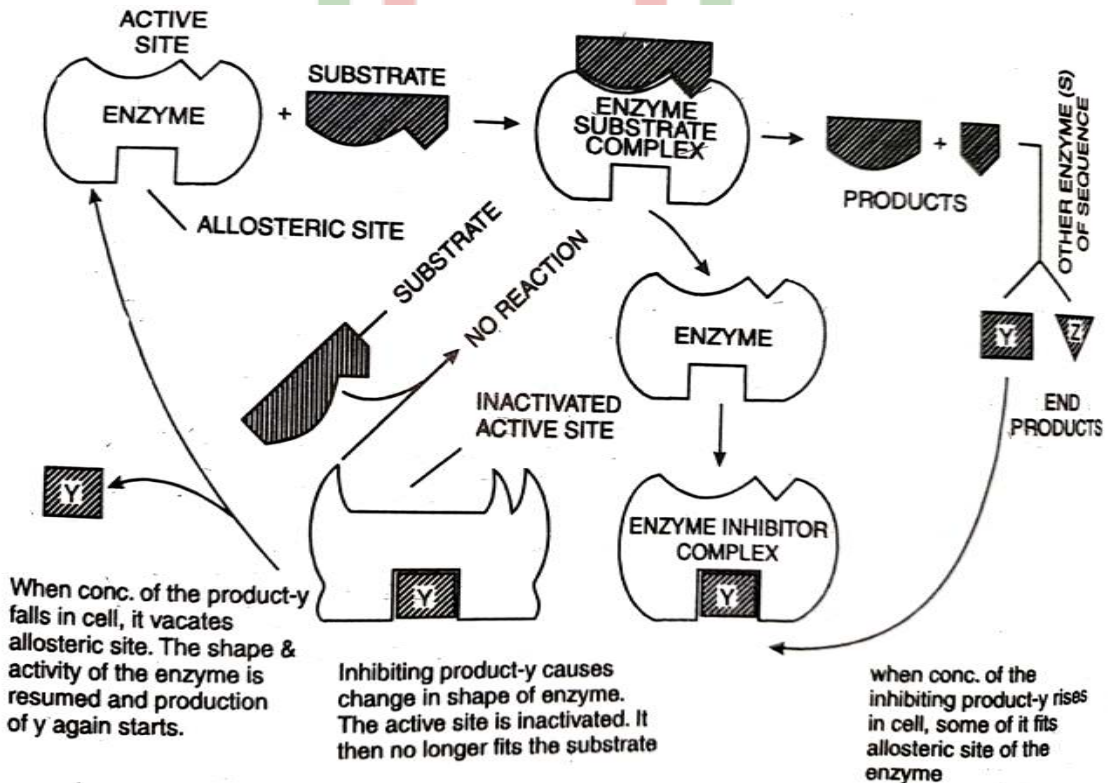 ACTIVE
SITE
ENZYME
+
SUBSTRATE
ENZYME
SUBSTRATE
COMPLEX
+
PRODUCTS
OTHER ENZYME (S)
OF SEQUENCE
ALLOSTERIC SITE
SUBSTRATE
NO REACTION
ENZYME
Y
Z
END
PRODUCTS
INACTIVATED
ACTIVE SITE
Y
ENZYME INHIBITOR
COMPLEX
Y
Y
When conc. of the product-y
falls in cell, it vacates
allosteric site. The shape &
activity of the enzyme is
resumed and production
of y again starts.
Inhibiting product-y causes
change in shape of enzyme.
The active site is inactivated. It
then no longer fits the substrate
when conc. of the
inhibiting product-y rises
in cell, some of it fits
allosteric site of the
enzyme